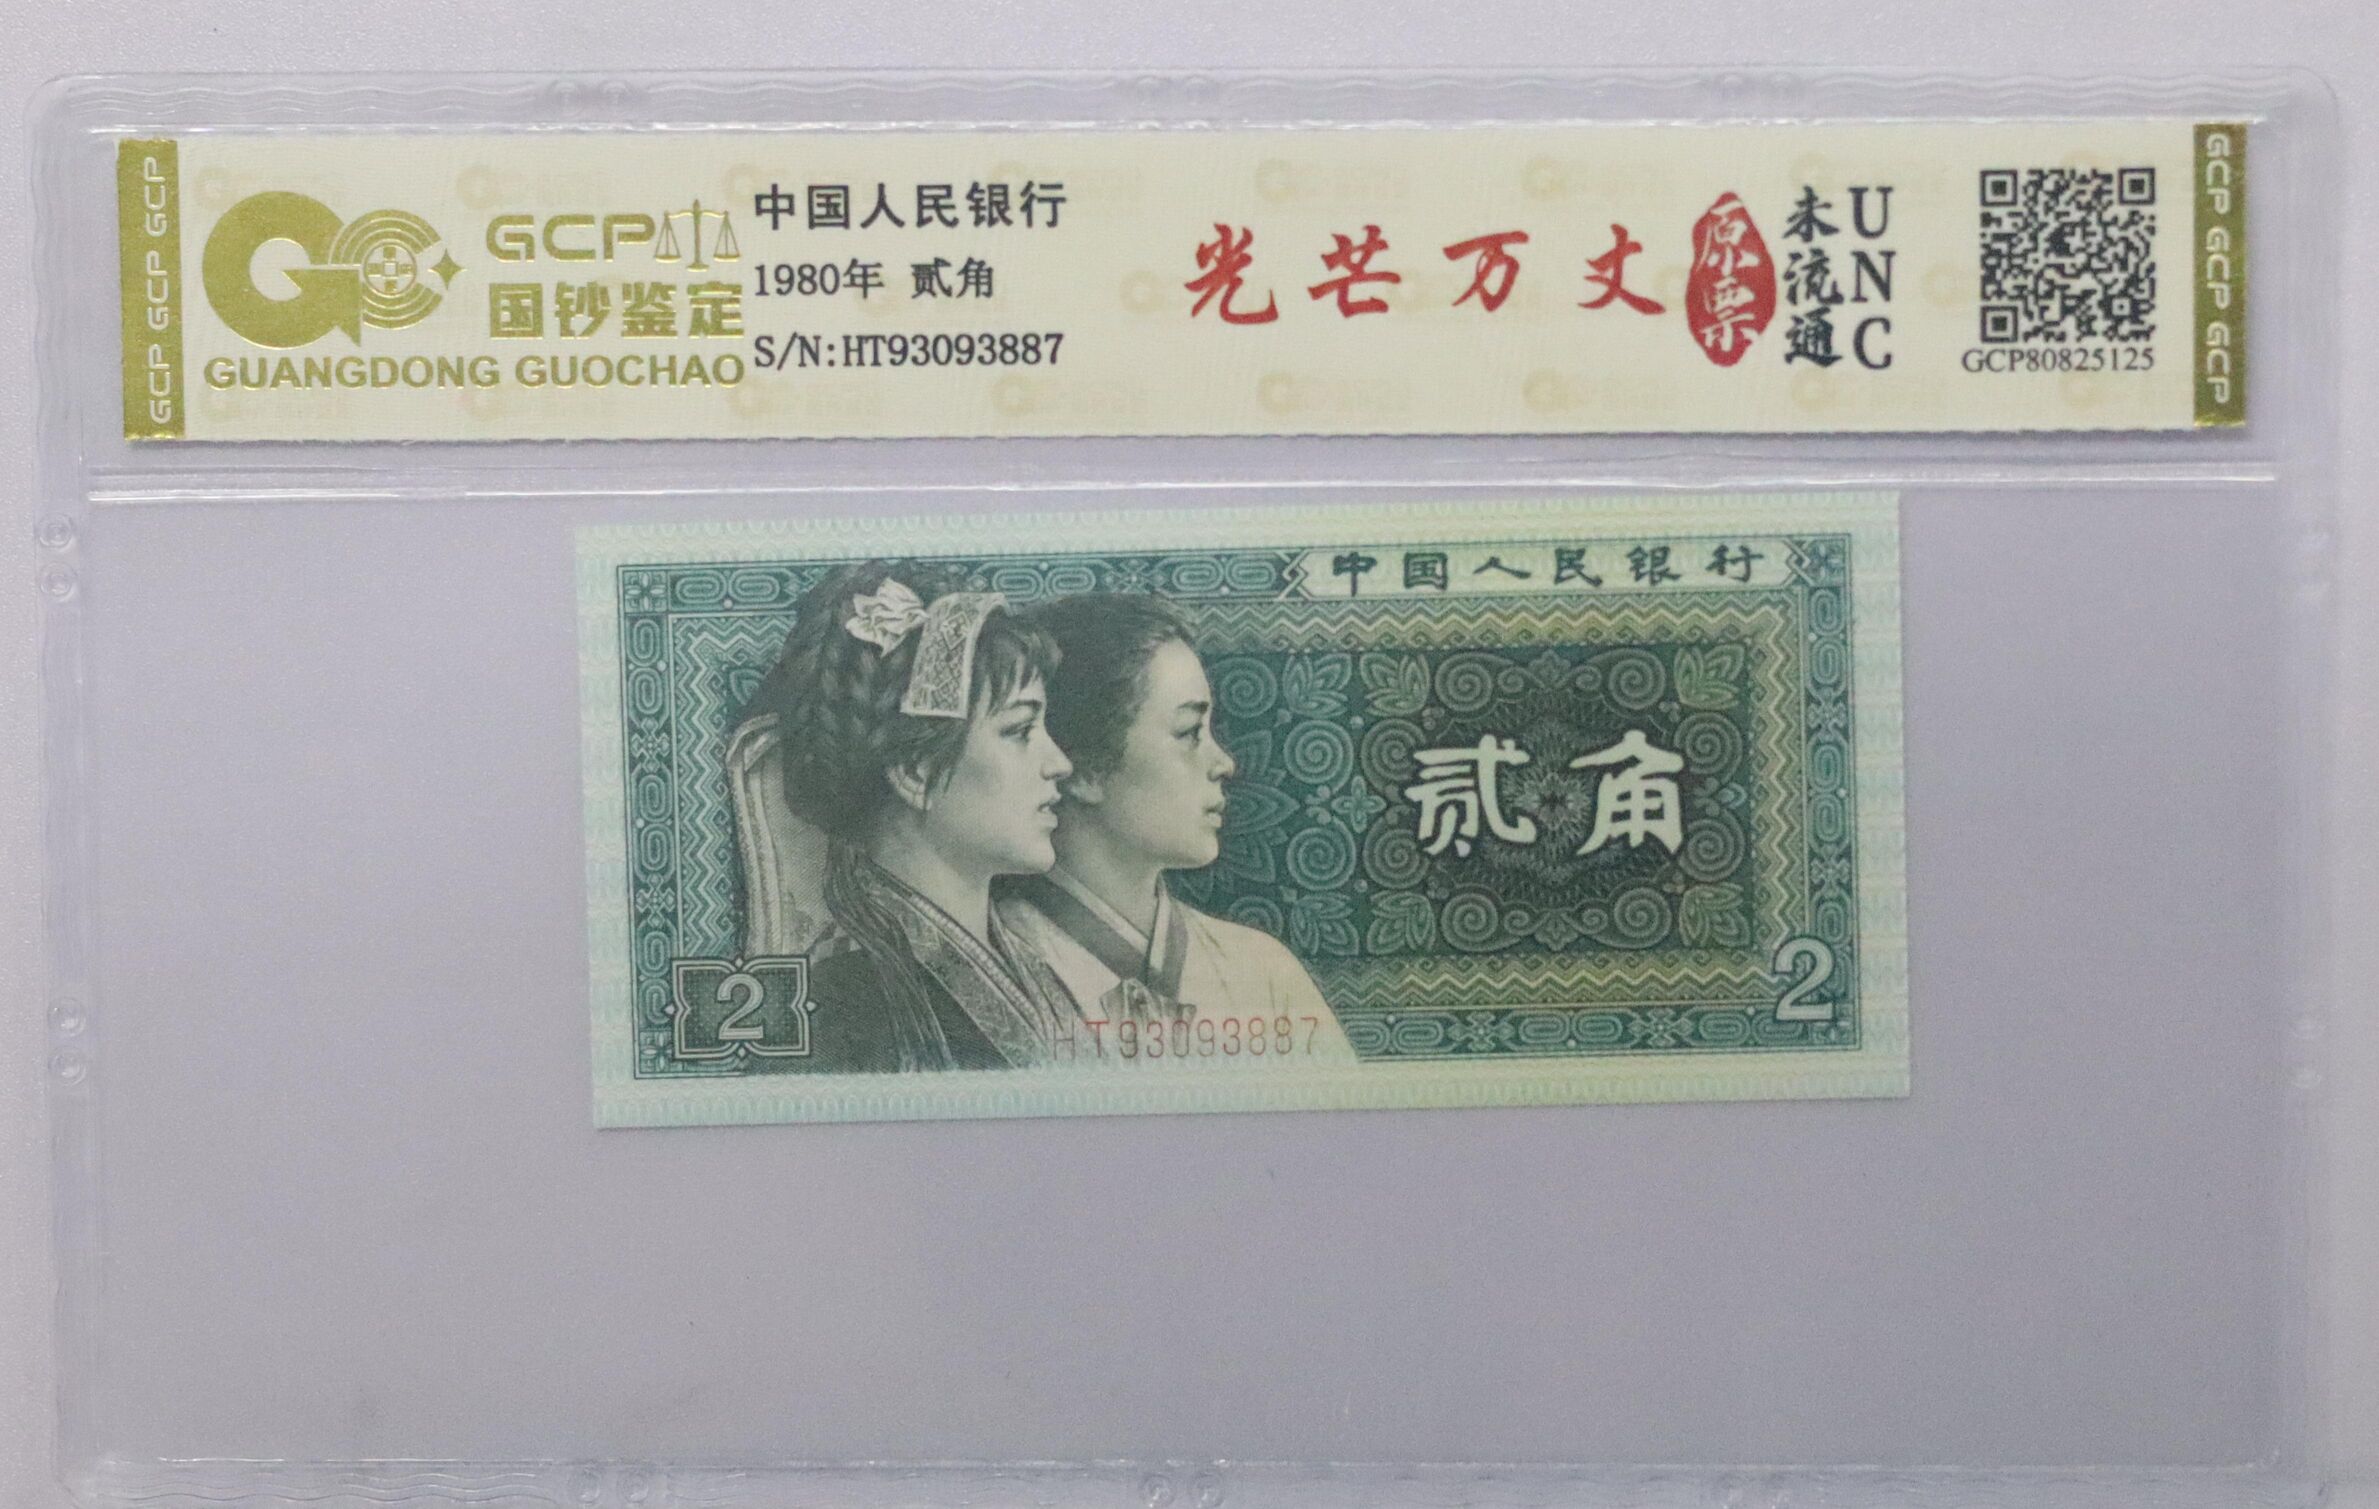 GCP GCP GCP
GCP
国钞鉴定
GUANGDONG GUOCHAO
中国人民银行
1980年 贰角
S/N:HT93093887
光芒万丈
原票
未流通
UNC
GCP80825125
GCP GCP GCP
中国人民银行
贰角
2
2
HT93093887